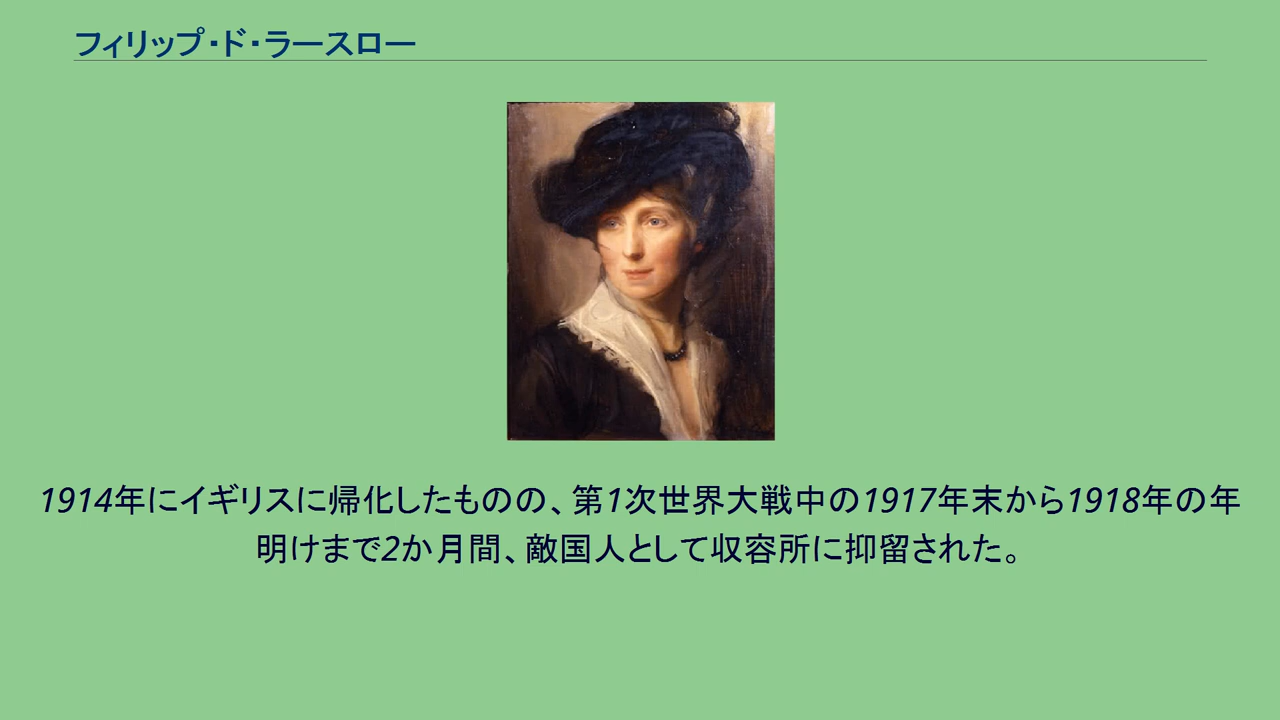 フィリップ・ド・ラースロー
1914年にイギリスに帰化したものの、第1次世界大戦中の1917年末から1918年の年
明けまで2か月間、敵国人として収容所に抑留された。